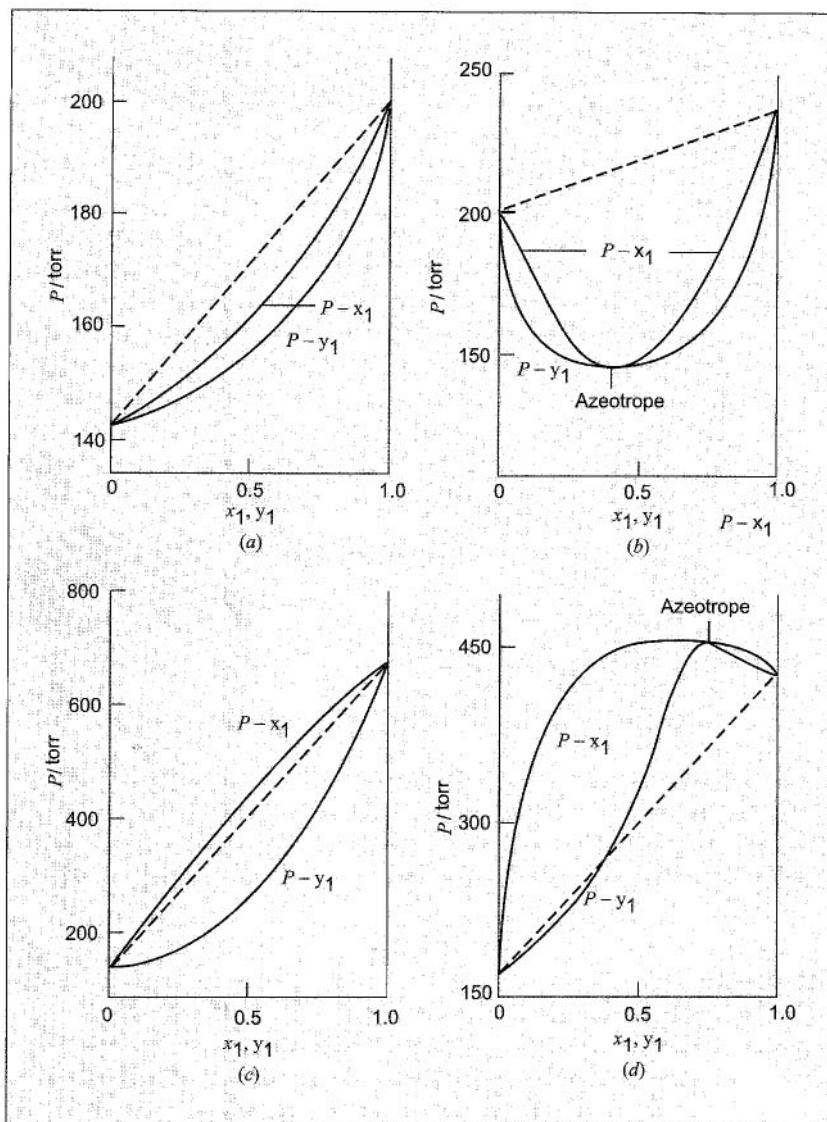 200
180
160
140
P/torr
P – x1
P – y1
0
0.5
1.0
x1, y1
(a)
250
200
150
P/torr
P – x1
P – y1
Azeotrope
0
0.5
1.0
x1, y1
P – x1
(b)
800
600
400
200
P/torr
P – x1
P – y1
0
0.5
1.0
x1, y1
(c)
Azeotrope
450
300
150
P/torr
P – x1
P – y1
0
0.5
1.0
x1, y1
(d)